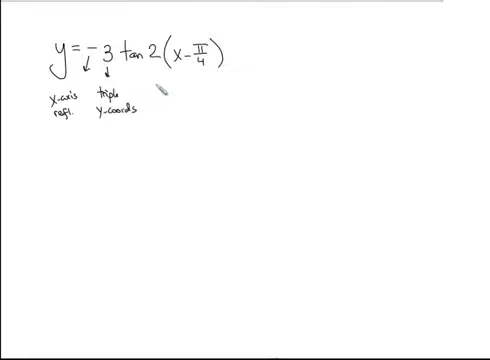 y = - 3 tan 2 ( x - π/4 )
x-axis triple
refl. y-coords